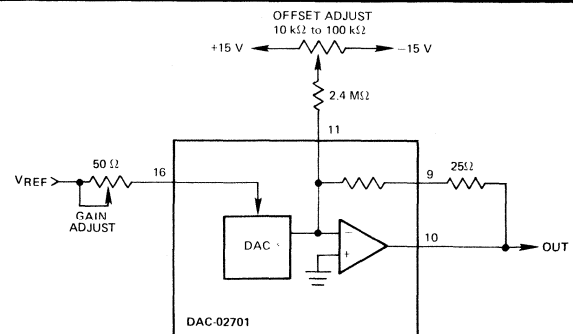 OFFSET ADJUST
10 kΩ to 100 kΩ
+15 V
−15 V
2.4 MΩ
11
50 Ω
16
9
25Ω
VREF
GAIN
ADJUST
DAC
−
+
10
OUT
DAC-02701